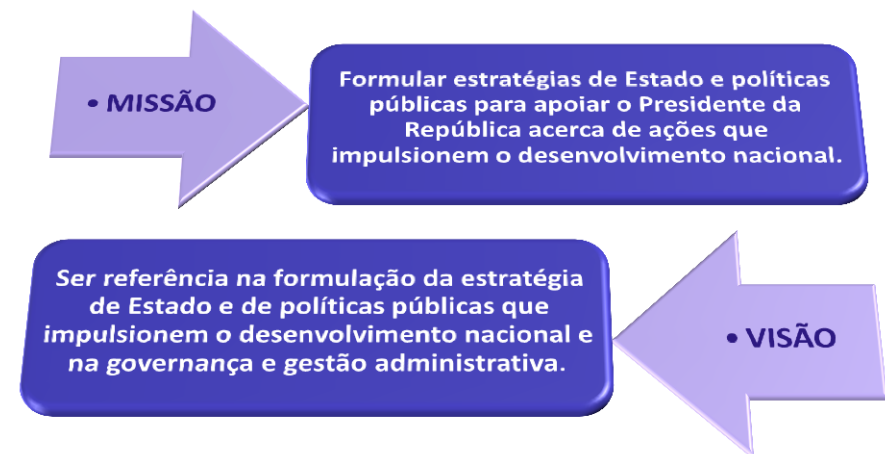 • MISSÃO
Formular estratégias de Estado e políticas
públicas para apoiar o Presidente da
República acerca de ações que
impulsionem o desenvolvimento nacional.
Ser referência na formulação da estratégia
de Estado e de políticas públicas que
impulsionem o desenvolvimento nacional e
na governança e gestão administrativa.
• VISÃO